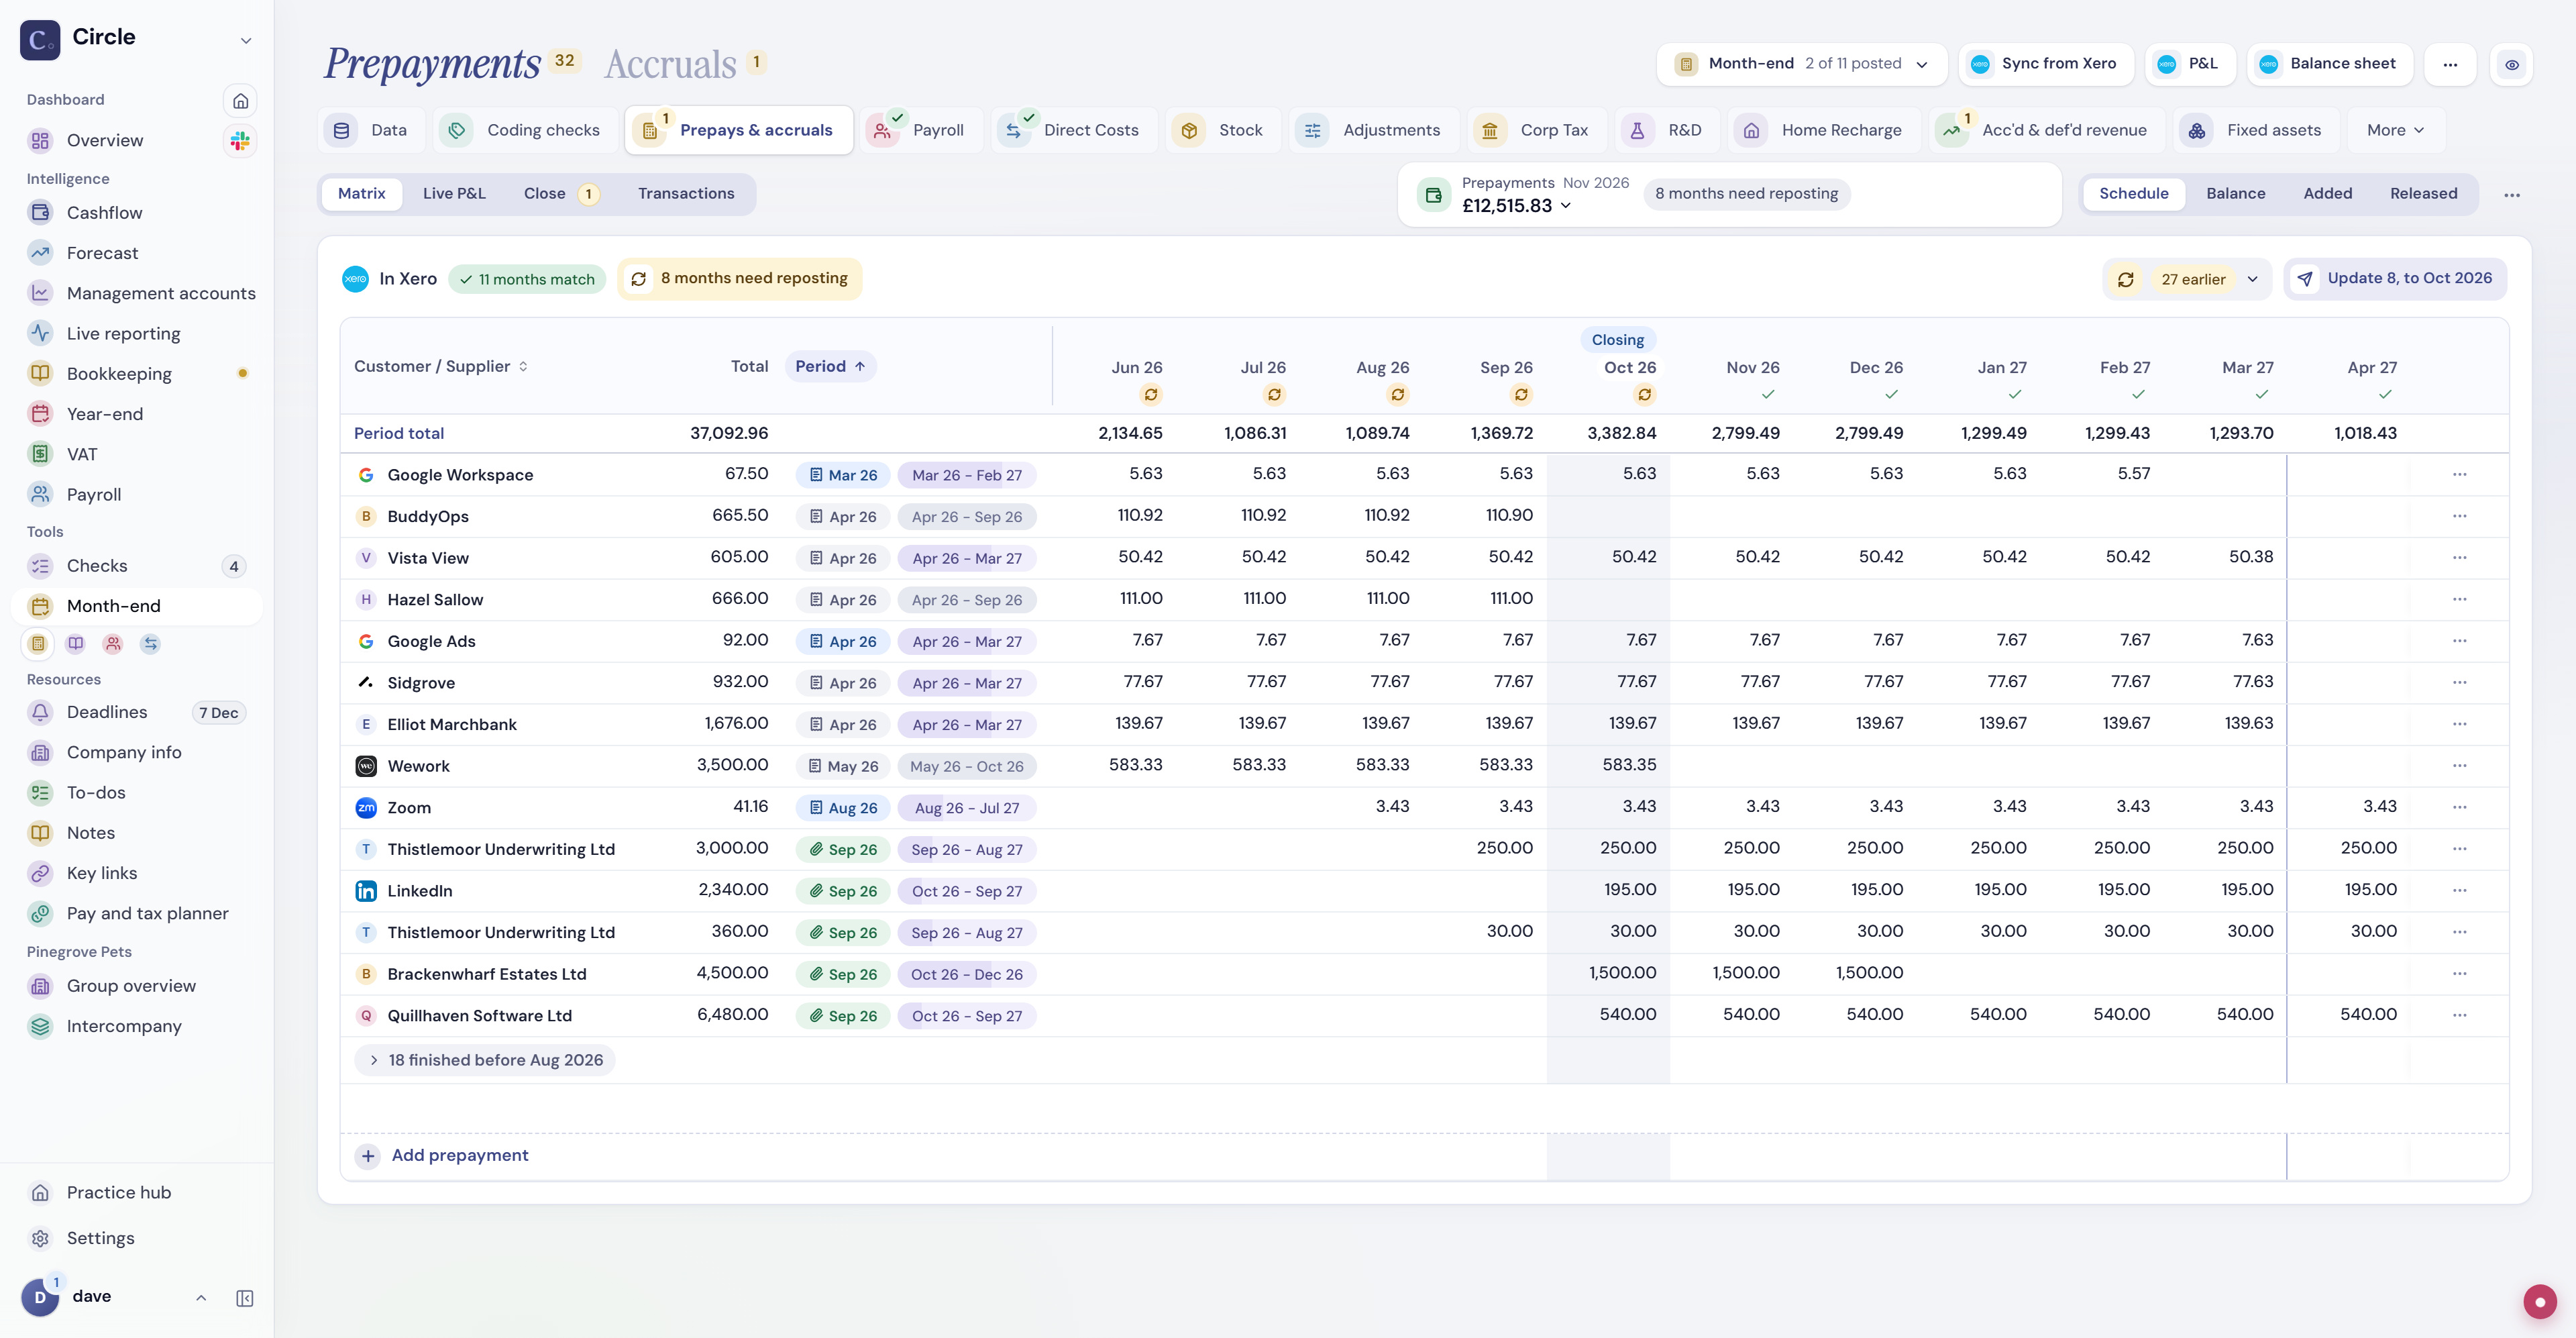 C. Circle
Dashboard
Overview
Intelligence
Cashflow
Forecast
Management accounts
Live reporting
Bookkeeping
Year-end
VAT
Payroll
Tools
Checks 4
Month-end
Resources
Deadlines 7 Dec
Company info
To-dos
Notes
Key links
Pay and tax planner
Pinegrove Pets
Group overview
Intercompany
Practice hub
Settings
D 1 dave
Prepayments 32 Accruals 1
Month-end 2 of 11 posted xero Sync from Xero xero P&L xero Balance sheet ...
Data Coding checks 1 Prepays & accruals Payroll Direct Costs Stock Adjustments Corp Tax R&D Home Recharge 1 Acc'd & def'd revenue Fixed assets More
Matrix Live P&L Close 1 Transactions
Prepayments Nov 2026
£12,515.83
8 months need reposting
Schedule Balance Added Released ...
xero In Xero 11 months match 8 months need reposting 27 earlier Update 8, to Oct 2026
Closing
Customer / Supplier Total Period Jun 26 Jul 26 Aug 26 Sep 26 Oct 26 Nov 26 Dec 26 Jan 27 Feb 27 Mar 27 Apr 27
Period total 37,092.96 2,134.65 1,086.31 1,089.74 1,369.72 3,382.84 2,799.49 2,799.49 1,299.49 1,299.43 1,293.70 1,018.43
G Google Workspace 67.50 Mar 26 Mar 26 - Feb 27 5.63 5.63 5.63 5.63 5.63 5.63 5.63 5.63 5.57 ...
B BuddyOps 665.50 Apr 26 Apr 26 - Sep 26 110.92 110.92 110.92 110.90 ...
V Vista View 605.00 Apr 26 Apr 26 - Mar 27 50.42 50.42 50.42 50.42 50.42 50.42 50.42 50.42 50.42 50.38 ...
H Hazel Sallow 666.00 Apr 26 Apr 26 - Sep 26 111.00 111.00 111.00 111.00 ...
G Google Ads 92.00 Apr 26 Apr 26 - Mar 27 7.67 7.67 7.67 7.67 7.67 7.67 7.67 7.67 7.67 7.63 ...
Sidgrove 932.00 Apr 26 Apr 26 - Mar 27 77.67 77.67 77.67 77.67 77.67 77.67 77.67 77.67 77.67 77.63 ...
E Elliot Marchbank 1,676.00 Apr 26 Apr 26 - Mar 27 139.67 139.67 139.67 139.67 139.67 139.67 139.67 139.67 139.67 139.63 ...
we Wework 3,500.00 May 26 May 26 - Oct 26 583.33 583.33 583.33 583.33 583.35 ...
zm Zoom 41.16 Aug 26 Aug 26 - Jul 27 3.43 3.43 3.43 3.43 3.43 3.43 3.43 3.43 3.43 ...
T Thistlemoor Underwriting Ltd 3,000.00 Sep 26 Sep 26 - Aug 27 250.00 250.00 250.00 250.00 250.00 250.00 250.00 250.00 ...
in LinkedIn 2,340.00 Sep 26 Oct 26 - Sep 27 195.00 195.00 195.00 195.00 195.00 195.00 195.00 ...
T Thistlemoor Underwriting Ltd 360.00 Sep 26 Sep 26 - Aug 27 30.00 30.00 30.00 30.00 30.00 30.00 30.00 30.00 ...
B Brackenwharf Estates Ltd 4,500.00 Sep 26 Oct 26 - Dec 26 1,500.00 1,500.00 1,500.00 ...
Q Quillhaven Software Ltd 6,480.00 Sep 26 Oct 26 - Sep 27 540.00 540.00 540.00 540.00 540.00 540.00 540.00 ...
18 finished before Aug 2026
Add prepayment